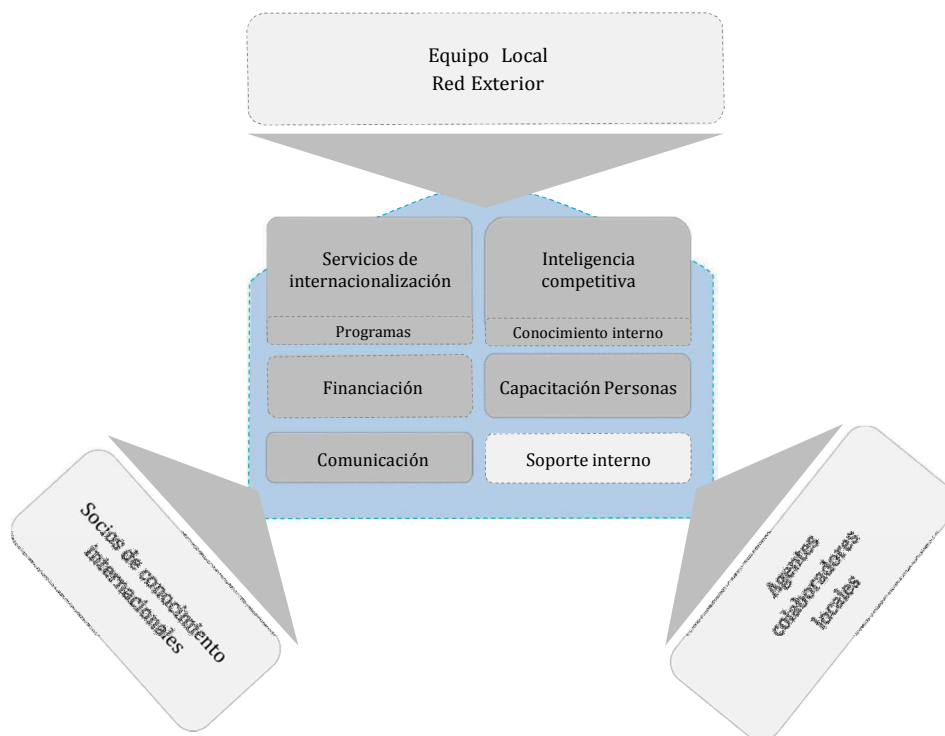 Equipo Local
Red Exterior
Servicios de
internacionalización
Inteligencia
competitiva
Programas
Conocimiento interno
Financiación
Capacitación Personas
Comunicación
Soporte interno
Socios de conocimiento
internacionales
Agentes
colaboradores
locales